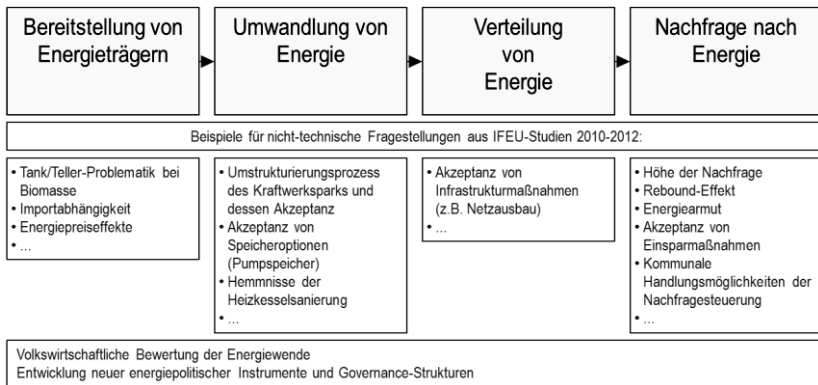 Bereitstellung von
Energieträgern
Umwandlung von
Energie
Verteilung
von
Energie
Nachfrage nach
Energie
Beispiele für nicht-technische Fragestellungen aus IFEU-Studien 2010-2012:
• Tank/Teller-Problematik bei
Biomasse
• Importabhängigkeit
• Energiepreiseffekte
• ...
• Umstrukturierungsprozess
des Kraftwerksparks und
dessen Akzeptanz
• Akzeptanz von
Speicheroptionen
(Pumpspeicher)
• Hemmnisse der
Heizkesselsanierung
• ...
• Akzeptanz von
Infrastrukturmaßnahmen
(z.B. Netzausbau)
• ...
• Höhe der Nachfrage
• Rebound-Effekt
• Energiearmut
• Akzeptanz von
Einsparmaßnahmen
• Kommunale
Handlungsmöglichkeiten der
Nachfragesteuerung
• ...
Volkswirtschaftliche Bewertung der Energiewende
Entwicklung neuer energiepolitischer Instrumente und Governance-Strukturen